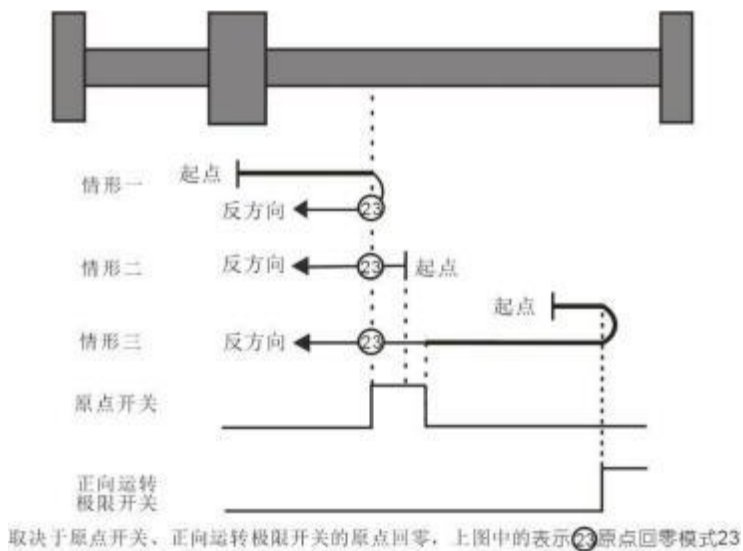 情形一 起点
反方向 23
情形二 反方向 23 起点
起点
情形三 反方向 23
原点开关
正向运转
极限开关
取决于原点开关、正向运转极限开关的原点回零，上图中的表示23原点回零模式23